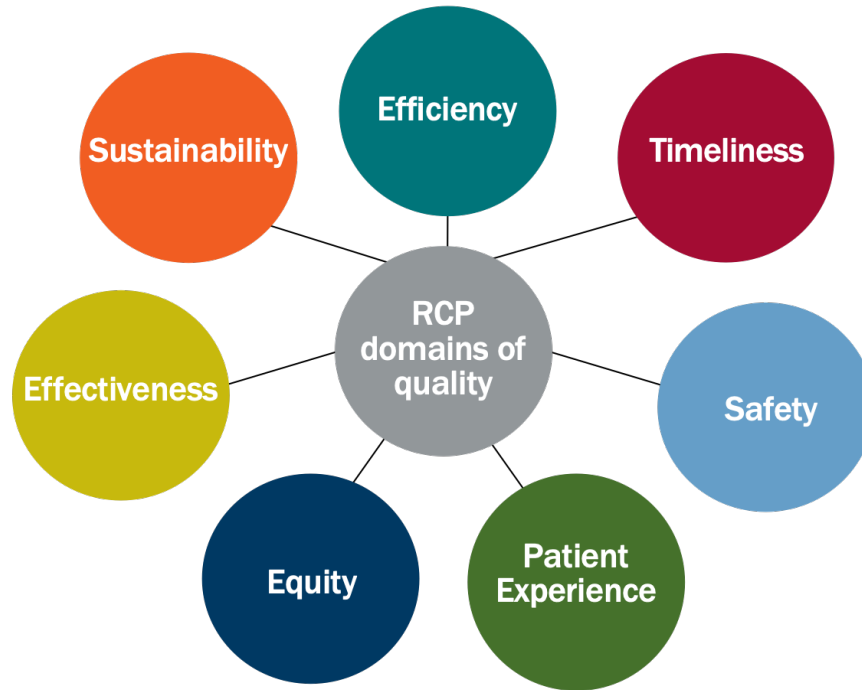 Efficiency
Sustainability
Timeliness
RCP
domains of
quality
Effectiveness
Safety
Equity
Patient
Experience